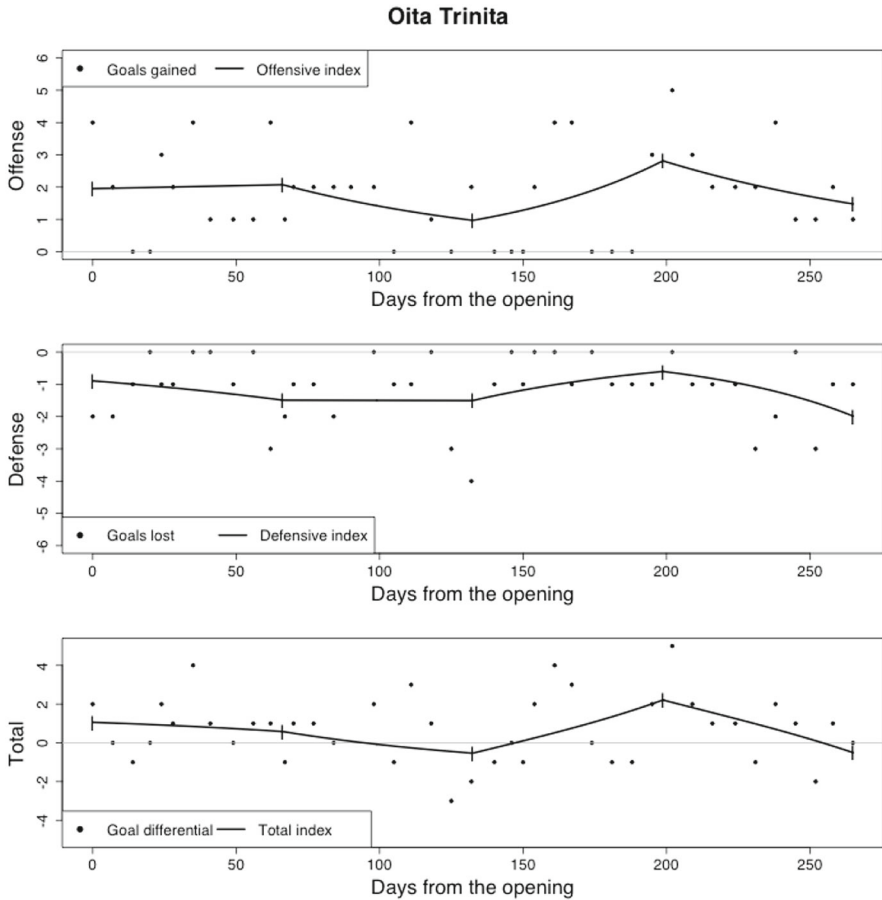 Oita Trinita
Goals gained Offensive index
Offense
6
5
4
3
2
1
0
0 50 100 150 200 250
Days from the opening
Defense
0
-1
-2
-3
-4
-5
-6
Goals lost Defensive index
0 50 100 150 200 250
Days from the opening
Total
4
2
0
-2
-4
Goal differential Total index
0 50 100 150 200 250
Days from the opening